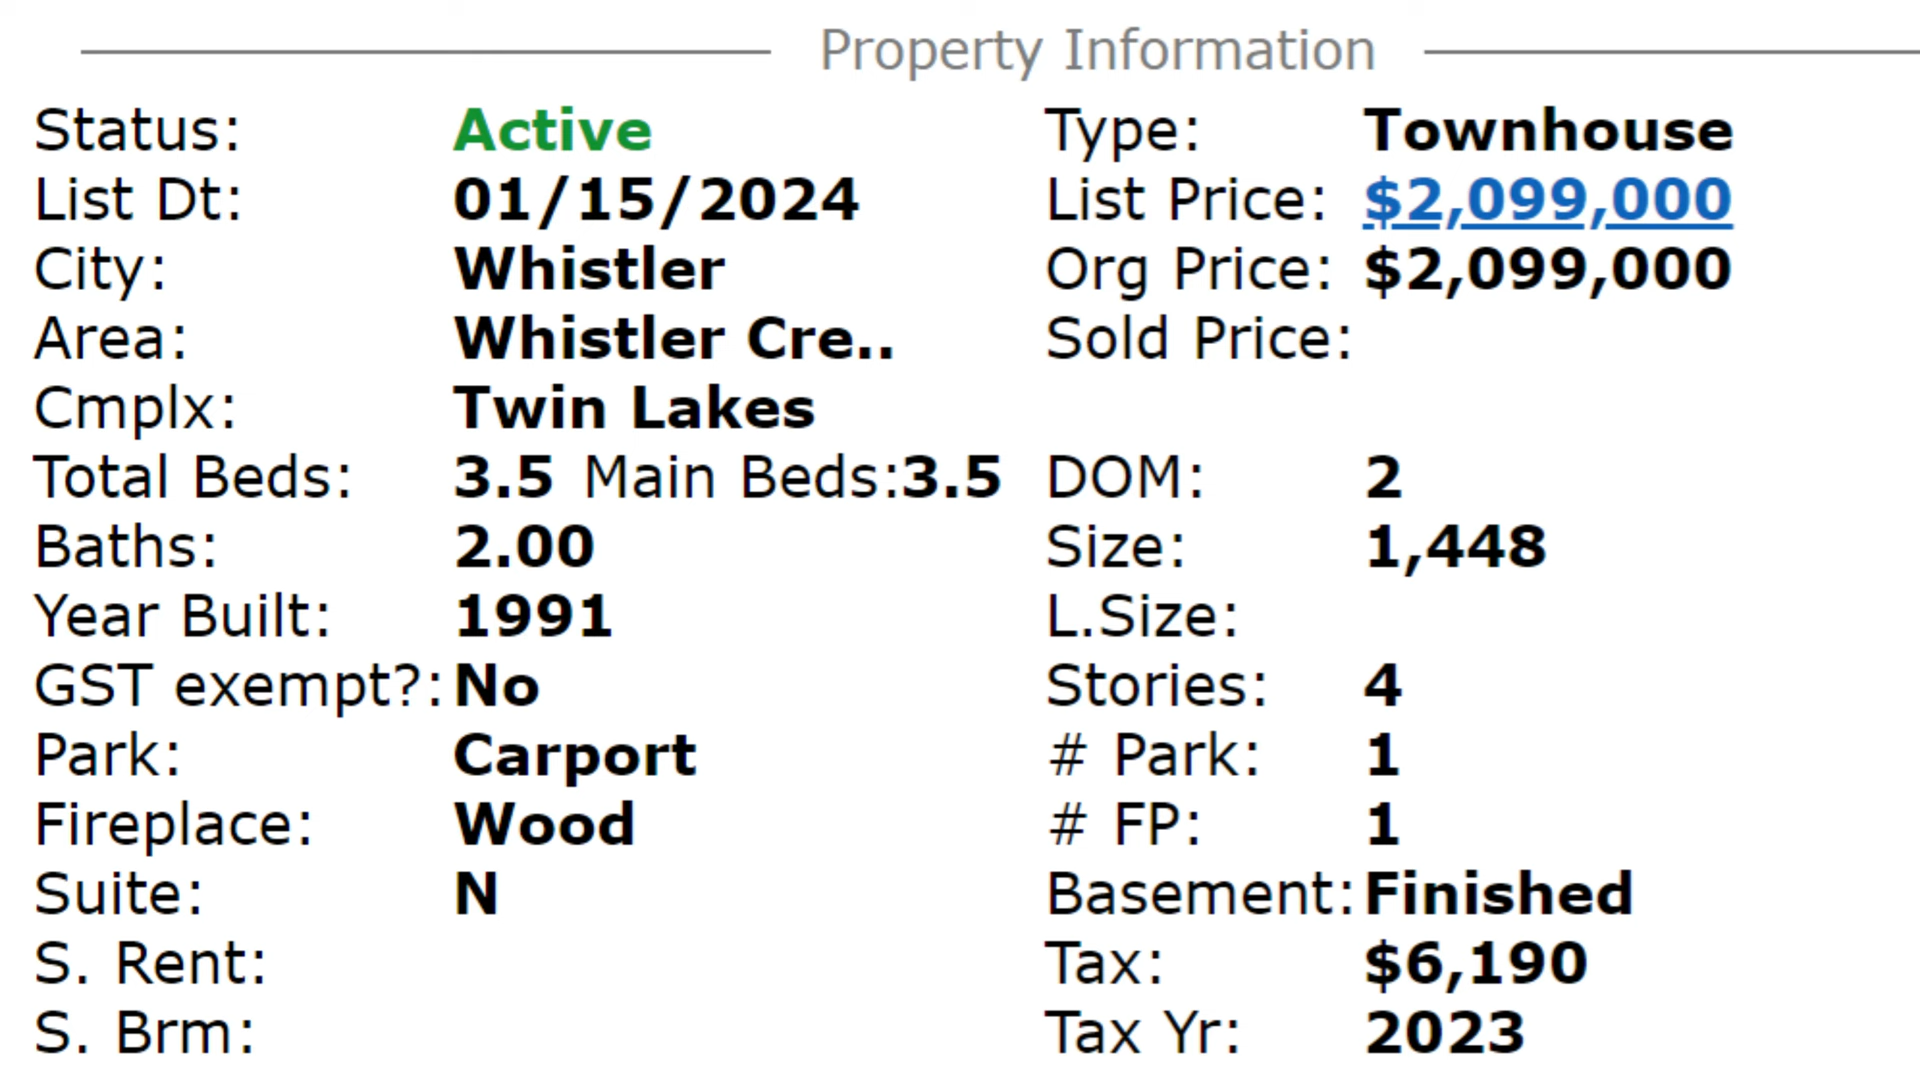 Property Information
Status: Active Type: Townhouse
List Dt: 01/15/2024 List Price: $2,099,000
City: Whistler Org Price: $2,099,000
Area: Whistler Cre.. Sold Price:
Cmplx: Twin Lakes
Total Beds: 3.5 Main Beds:3.5 DOM: 2
Baths: 2.00 Size: 1,448
Year Built: 1991 L.Size:
GST exempt?: No Stories: 4
Park: Carport # Park: 1
Fireplace: Wood # FP: 1
Suite: N Basement: Finished
S. Rent: Tax: $6,190
S. Brm: Tax Yr: 2023